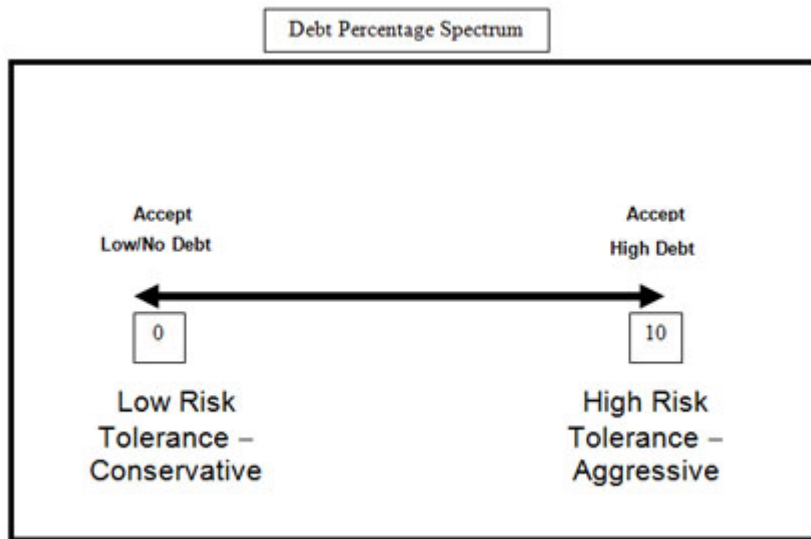 Debt Percentage Spectrum
Accept
Low/No Debt
Accept
High Debt
0
10
Low Risk
Tolerance –
Conservative
High Risk
Tolerance –
Aggressive